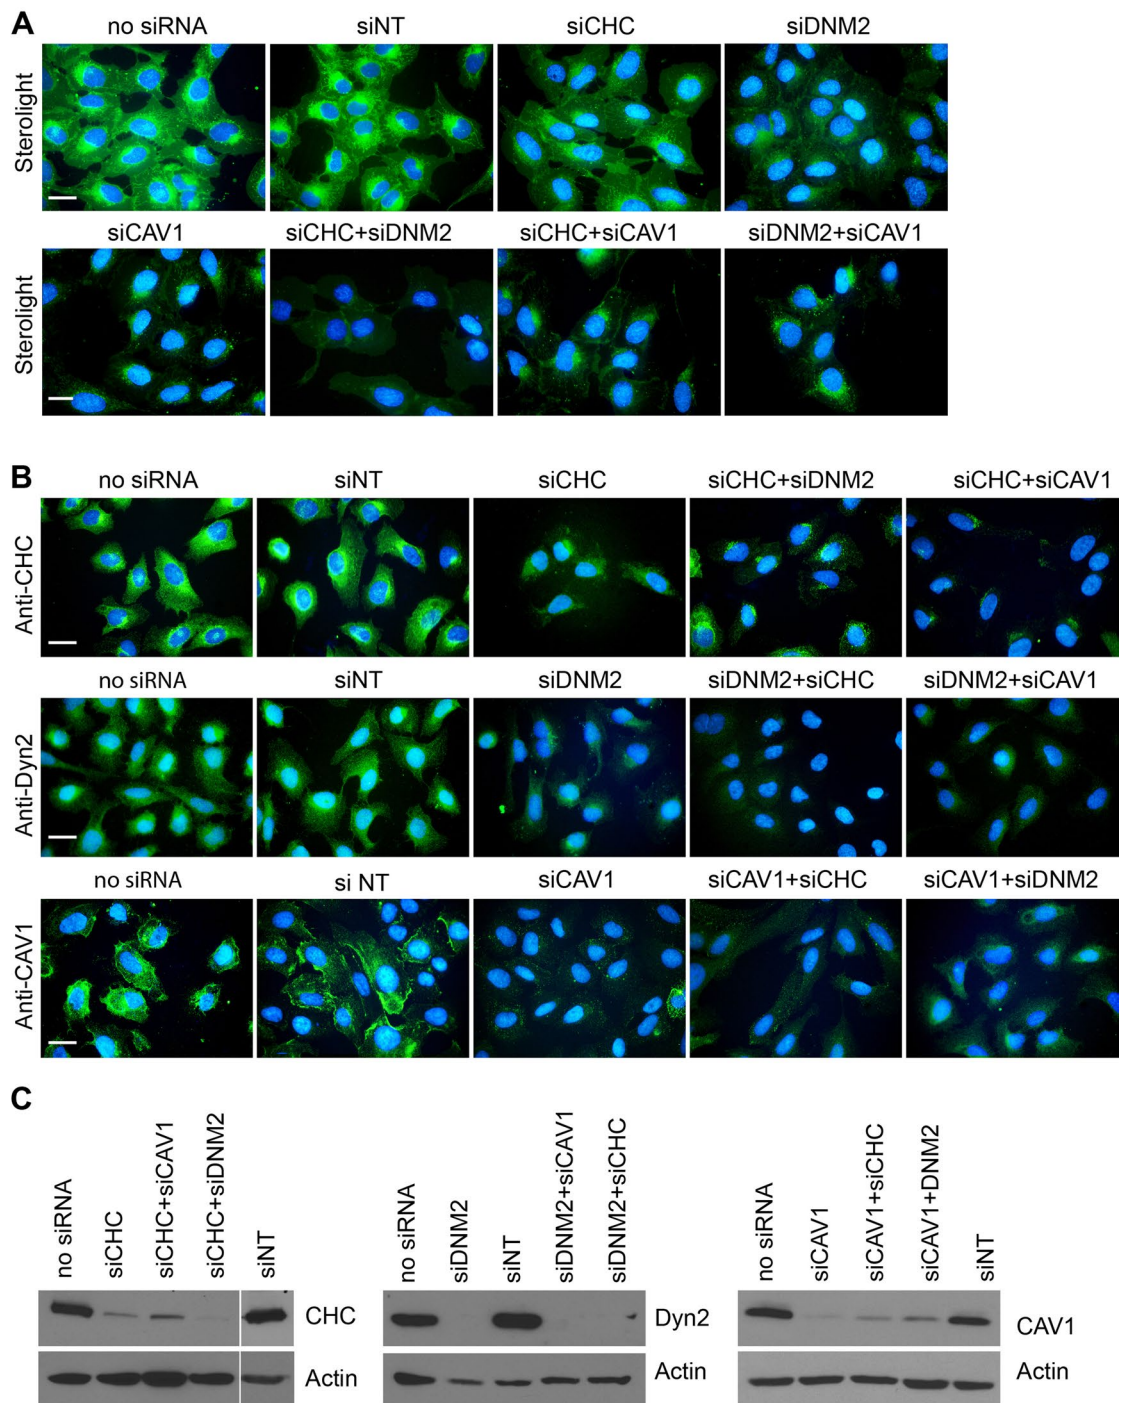 A
no siRNA siNT siCHC siDNM2
Sterolight
siCAV1 siCHC+siDNM2 siCHC+siCAV1 siDNM2+siCAV1
Sterolight
B
no siRNA siNT siCHC siCHC+siDNM2 siCHC+siCAV1
Anti-CHC
no siRNA siNT siDNM2 siDNM2+siCHC siDNM2+siCAV1
Anti-Dyn2
no siRNA si NT siCAV1 siCAV1+siCHC siCAV1+siDNM2
Anti-CAV1
C
no siRNA
siCHC
siCHC+siCAV1
siCHC+siDNM2
siNT
CHC
Actin
no siRNA
siDNM2
siNT
siDNM2+siCAV1
siDNM2+siCHC
Dyn2
Actin
no siRNA
siCAV1
siCAV1+siCHC
siCAV1+DNM2
siNT
CAV1
Actin